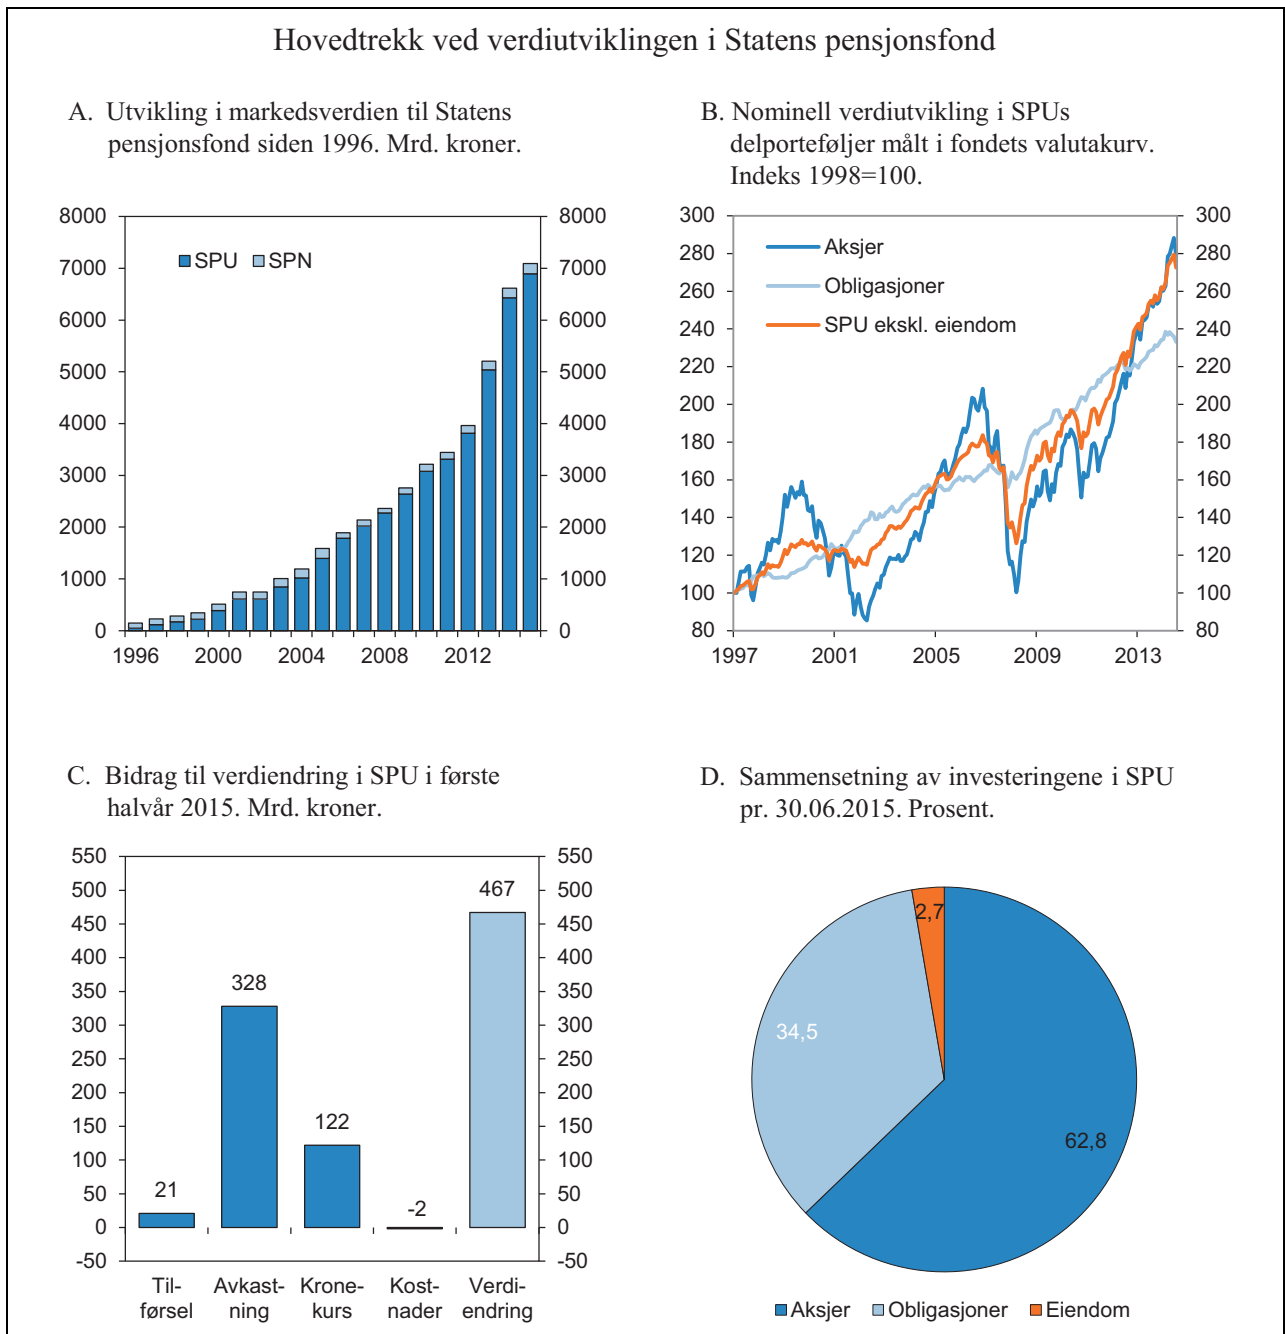 Hovedtrekk ved verdiutviklingen i Statens pensjonsfond
A. Utvikling i markedsverdien til Statens
pensjonsfond siden 1996. Mrd. kroner.
8000 8000
7000 7000
6000 6000
5000 5000
4000 4000
3000 3000
2000 2000
1000 1000
0 0
SPU SPN
1996 2000 2004 2008 2012
B. Nominell verdiutvikling i SPUs
delporteføljer målt i fondets valutakurv.
Indeks 1998=100.
300 300
280 280
260 260
240 240
220 220
200 200
180 180
160 160
140 140
120 120
100 100
80 80
Aksjer
Obligasjoner
SPU ekskl. eiendom
1997 2001 2005 2009 2013
C. Bidrag til verdiendring i SPU i første
halvår 2015. Mrd. kroner.
550 550
500 500
450 450
400 400
350 350
300 300
250 250
200 200
150 150
100 100
50 50
0 0
-50 -50
21 328 122 -2 467
Til- Avkast- Krone- Kost- Verdi-
førsel ning kurs nader endring
D. Sammensetning av investeringene i SPU
pr. 30.06.2015. Prosent.
2,7
34,5
62,8
Aksjer Obligasjoner Eiendom